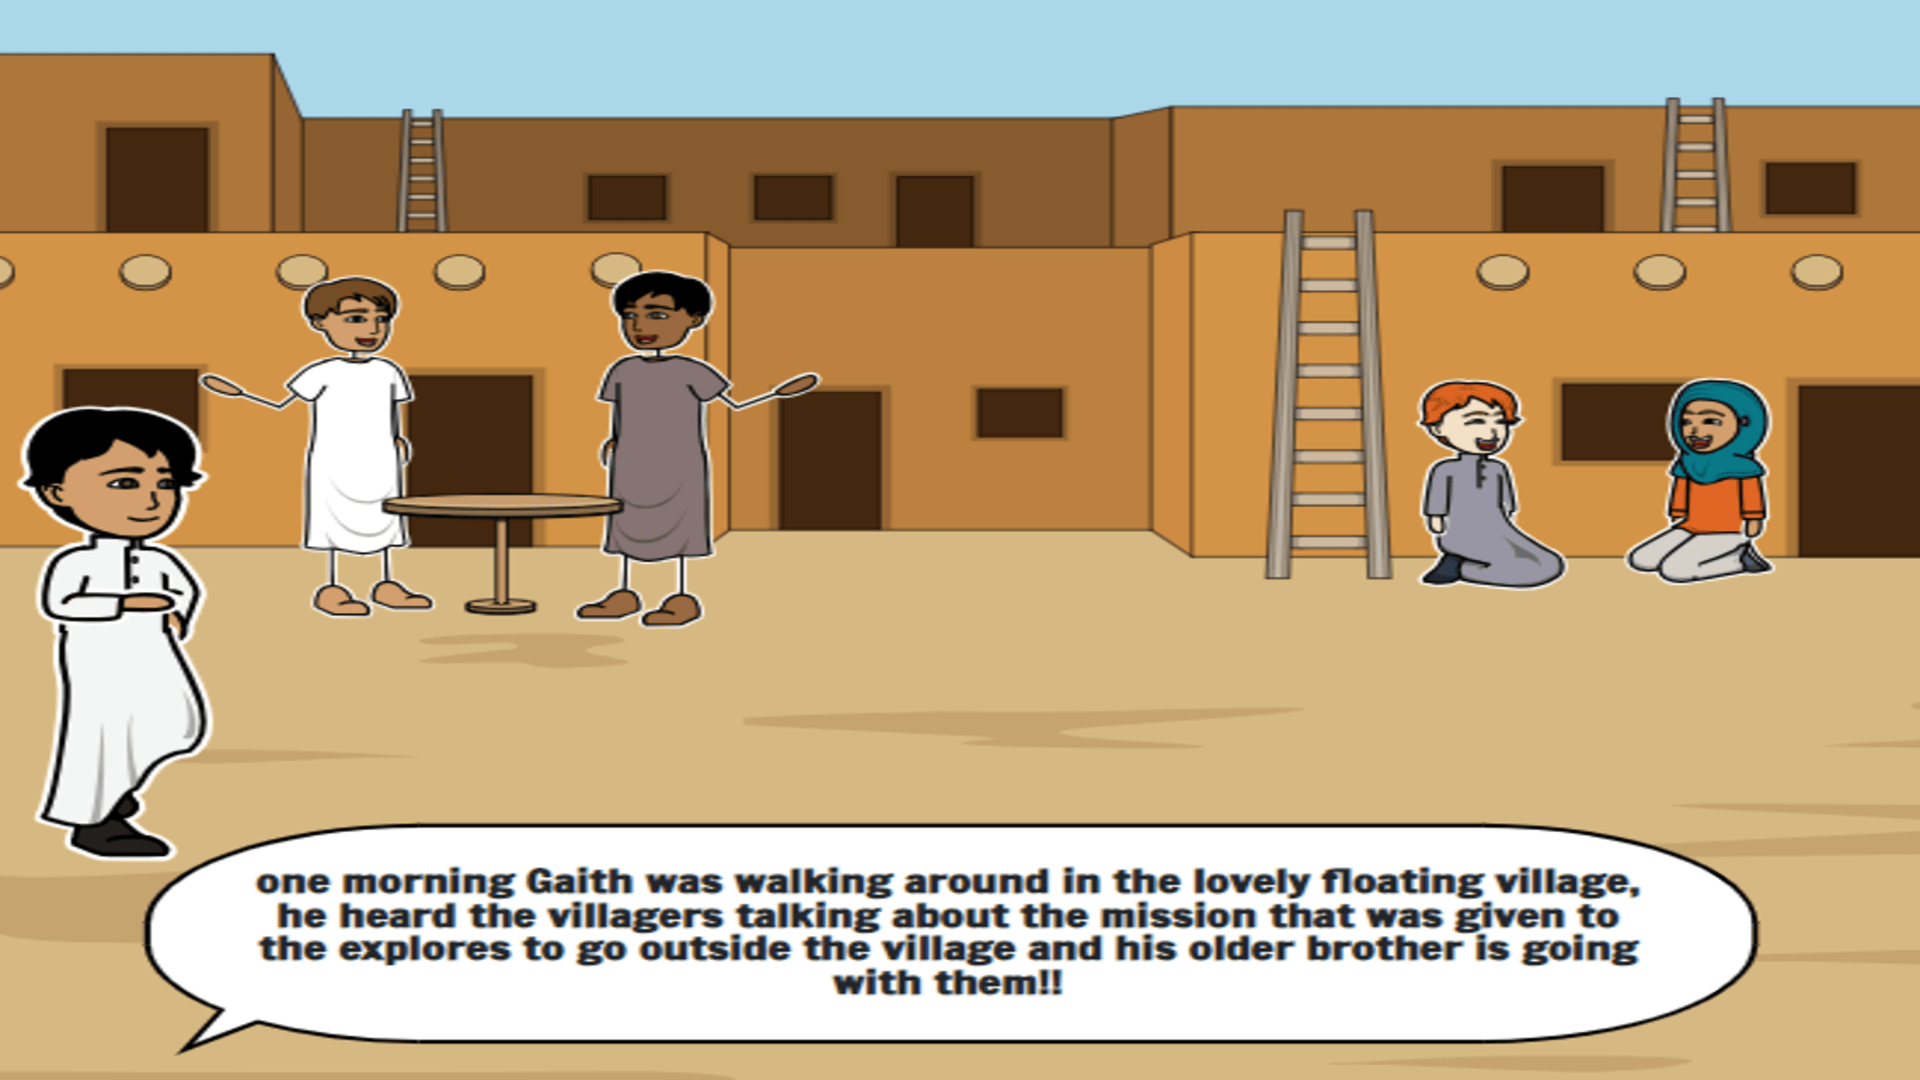 one morning Gaith was walking around in the lovely floating village,
he heard the villagers talking about the mission that was given to
the explores to go outside the village and his older brother is going
with them!!